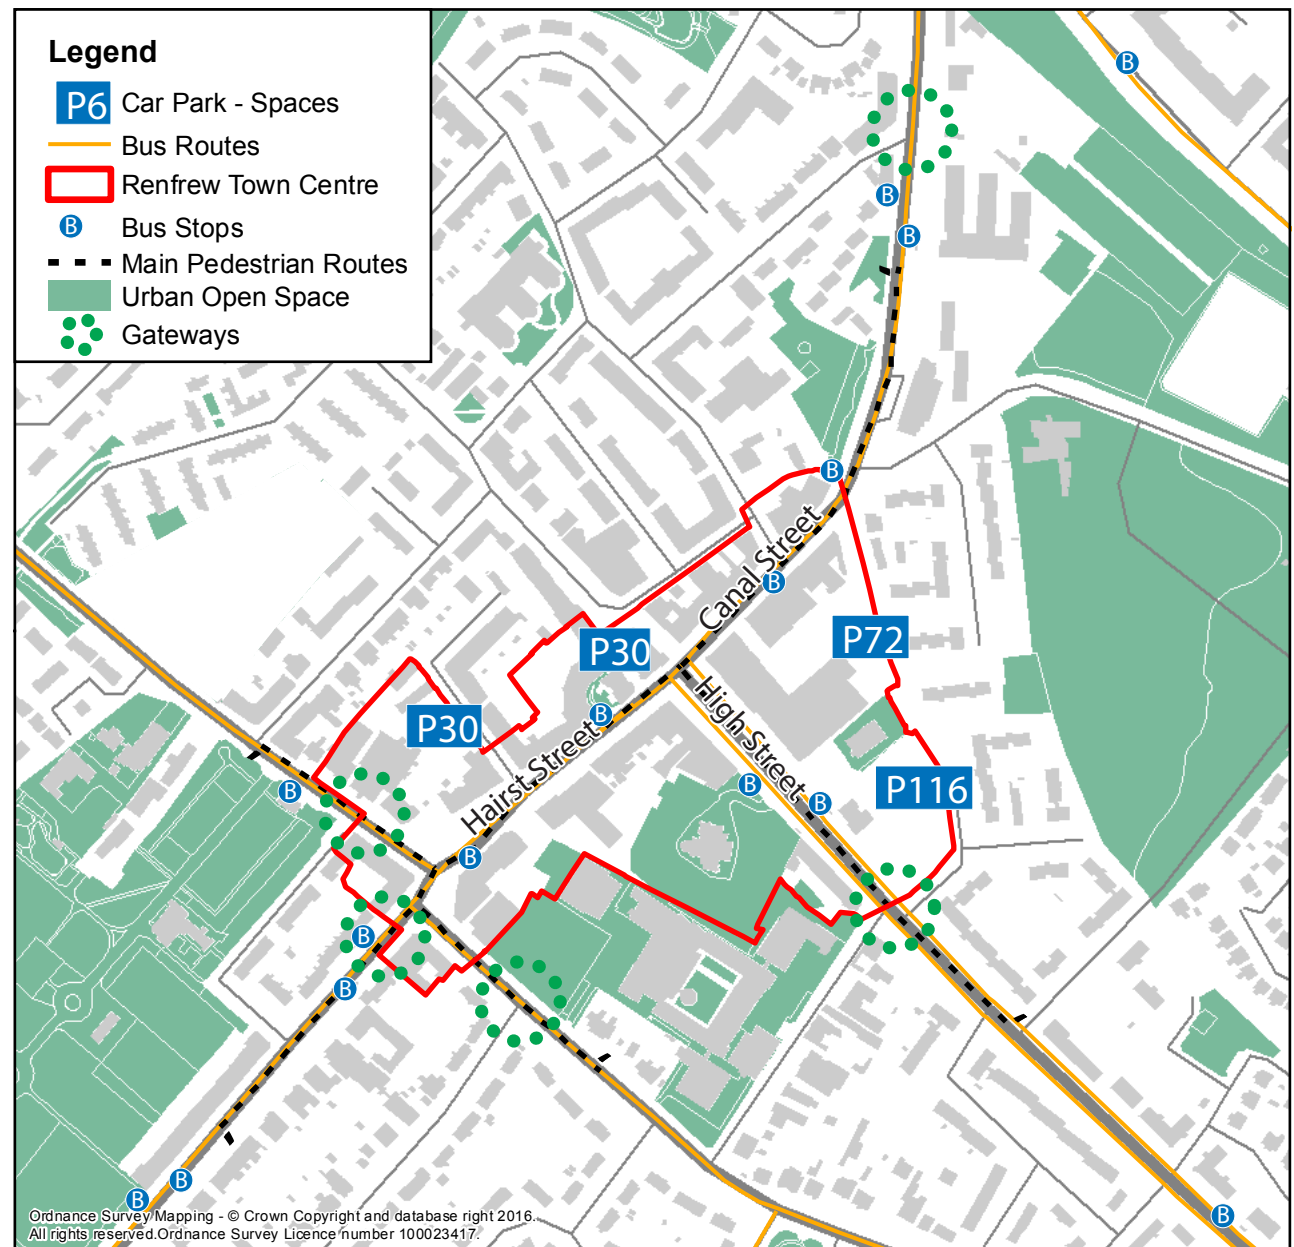 Legend
P6 Car Park - Spaces
Bus Routes
Renfrew Town Centre
B Bus Stops
Main Pedestrian Routes
Urban Open Space
Gateways
B
B
B
B
Canal Street
B
P30
P72
P30
B
High Street
Hairst Street
B
B
P116
B
B
B
B
B
B
B
Ordnance Survey Mapping - © Crown Copyright and database right 2016.
All rights reserved.Ordnance Survey Licence number 100023417.